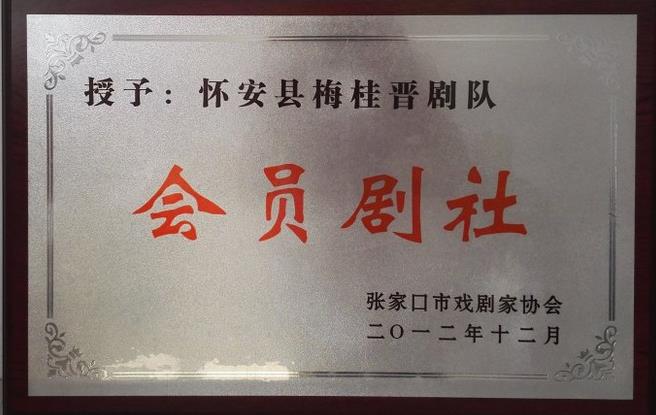 授予：怀安县梅桂晋剧队
会员剧社
张家口市戏剧家协会
二〇一二年十二月